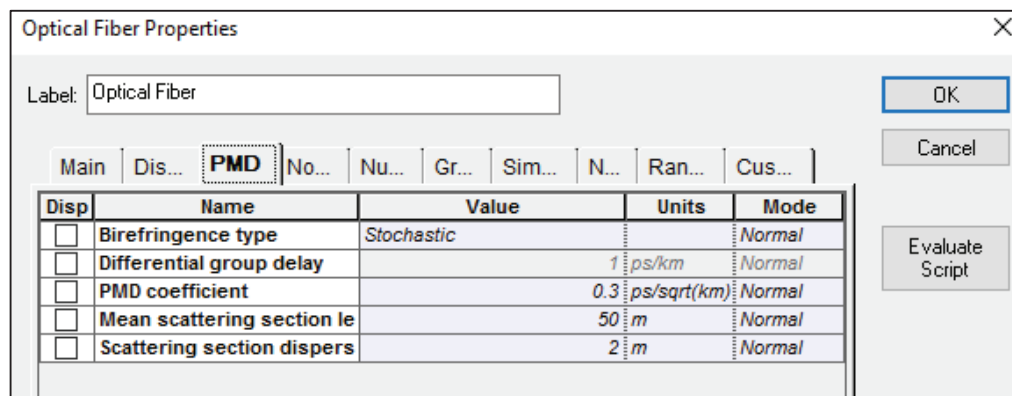 Optical Fiber Properties
Label: Optical Fiber
OK
Cancel
Main Dis... PMD No... Nu... Gr... Sim... N... Ran... Cus...
Disp Name Value Units Mode
Birefringence type Stochastic Normal
Differential group delay 1 ps/km Normal
PMD coefficient 0.3 ps/sqrt(km) Normal
Mean scattering section le 50 m Normal
Scattering section dispers 2 m Normal
Evaluate
Script